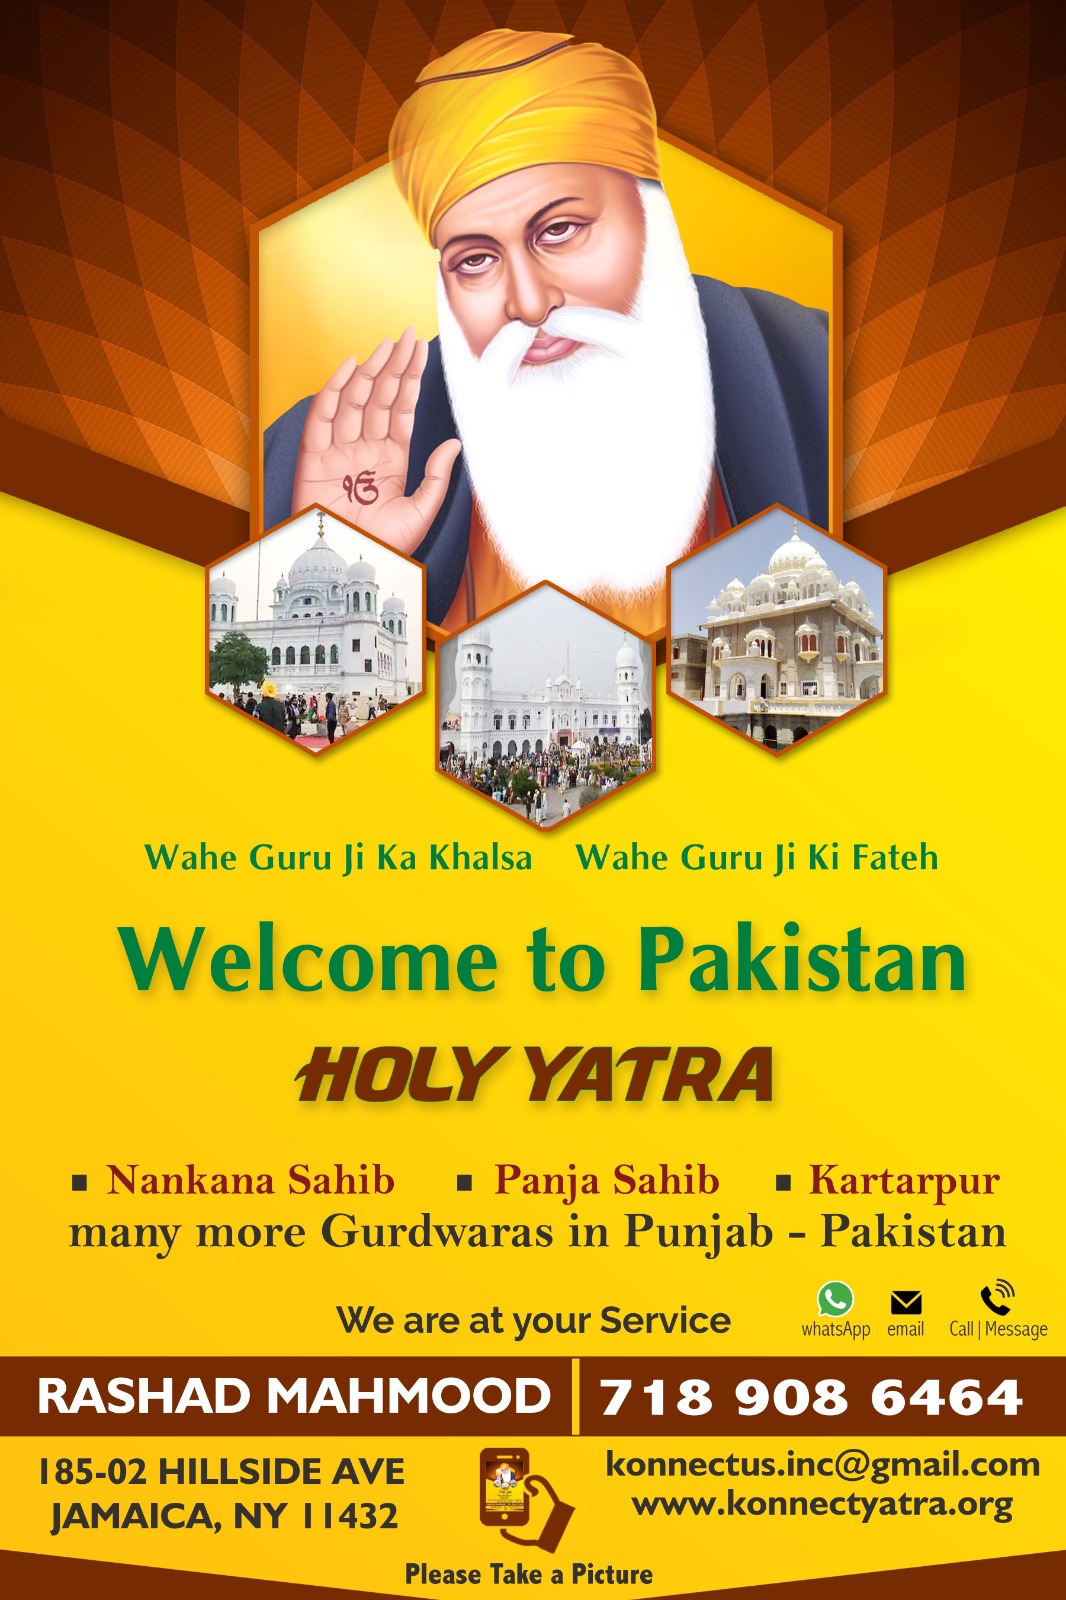 ੴ
Wahe Guru Ji Ka Khalsa Wahe Guru Ji Ki Fateh
Welcome to Pakistan
HOLY YATRA
▪ Nankana Sahib ▪ Panja Sahib ▪ Kartarpur
many more Gurdwaras in Punjab - Pakistan
We are at your Service
whatsApp email Call | Message
RASHAD MAHMOOD | 718 908 6464
185-02 HILLSIDE AVE
JAMAICA, NY 11432
konnectus.inc@gmail.com
www.konnectyatra.org
Please Take a Picture